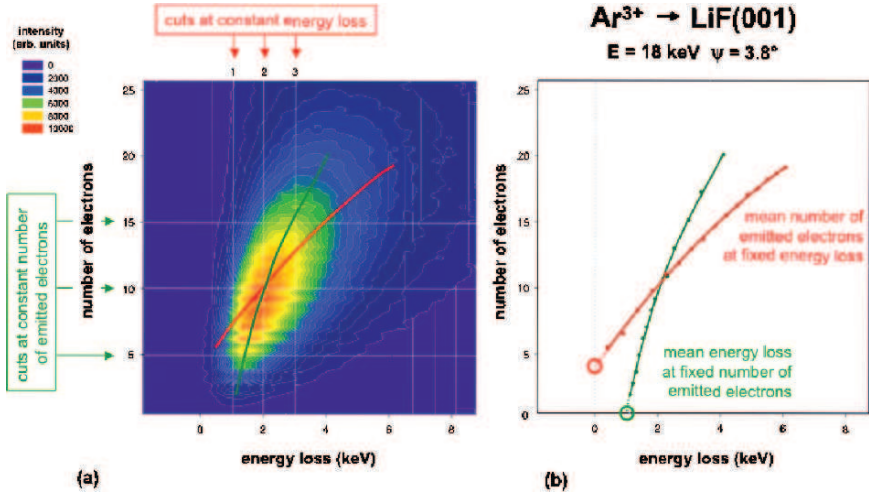 cuts at constant energy loss
intensity
(arb. units)
0
2000
4000
6000
8000
10000
1 2 3
25
20
15
10
5
number of electrons
cuts at constant number
of emitted electrons
0 2 4 6
energy loss (keV)
(a)
Ar³⁺ → LiF(001)
E = 18 keV ψ = 3.8°
25
20
15
10
5
0
number of electrons
mean number of
emitted electrons
at fixed energy loss
mean energy loss
at fixed number of
emitted electrons
0 2 4 6 8
energy loss (keV)
(b)